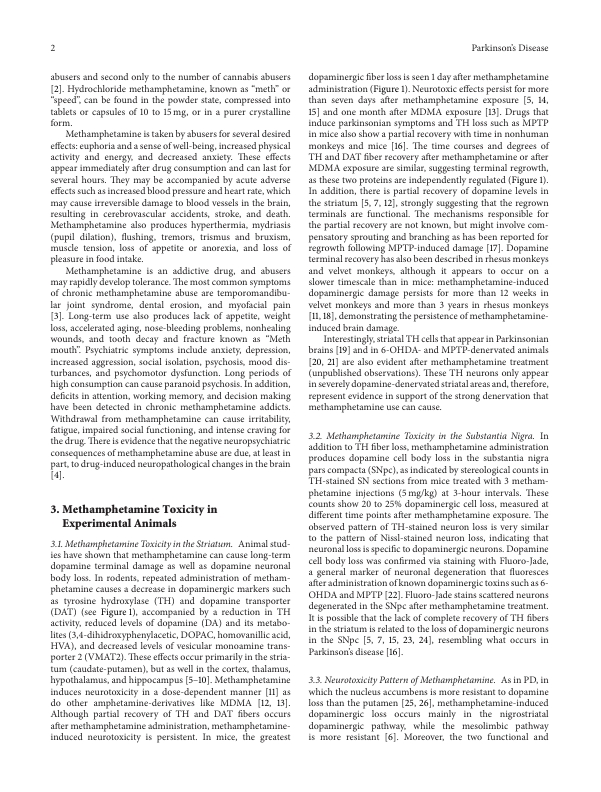 2
Parkinson's Disease
abusers and second only to the number of cannabis abusers
[2]. Hydrochloride methamphetamine, known as “meth” or
“speed”, can be found in the powder state, compressed into
tablets or capsules of 10 to 15 mg, or in a purer crystalline
form.
Methamphetamine is taken by abusers for several desired
effects: euphoria and a sense of well-being, increased physical
activity and energy, and decreased anxiety. These effects
appear immediately after drug consumption and can last for
several hours. They may be accompanied by acute adverse
effects such as increased blood pressure and heart rate, which
may cause irreversible damage to blood vessels in the brain,
resulting in cerebrovascular accidents, stroke, and death.
Methamphetamine also produces hyperthermia, mydriasis
(pupil dilation), flushing, tremors, trismus and bruxism,
muscle tension, loss of appetite or anorexia, and loss of
pleasure in food intake.
Methamphetamine is an addictive drug, and abusers
may rapidly develop tolerance. The most common symptoms
of chronic methamphetamine abuse are temporomandibu-
lar joint syndrome, dental erosion, and myofacial pain
[3]. Long-term use also produces lack of appetite, weight
loss, accelerated aging, nose-bleeding problems, nonhealing
wounds, and tooth decay and fracture known as “Meth
mouth”. Psychiatric symptoms include anxiety, depression,
increased aggression, social isolation, psychosis, mood dis-
turbances, and psychomotor dysfunction. Long periods of
high consumption can cause paranoid psychosis. In addition,
deficits in attention, working memory, and decision making
have been detected in chronic methamphetamine addicts.
Withdrawal from methamphetamine can cause irritability,
fatigue, impaired social functioning, and intense craving for
the drug. There is evidence that the negative neuropsychiatric
consequences of methamphetamine abuse are due, at least in
part, to drug-induced neuropathological changes in the brain
[4].
3. Methamphetamine Toxicity in
Experimental Animals
3.1. Methamphetamine Toxicity in the Striatum. Animal stud-
ies have shown that methamphetamine can cause long-term
dopamine terminal damage as well as dopamine neuronal
body loss. In rodents, repeated administration of metham-
phetamine causes a decrease in dopaminergic markers such
as tyrosine hydroxylase (TH) and dopamine transporter
(DAT) (see Figure 1), accompanied by a reduction in TH
activity, reduced levels of dopamine (DA) and its metabo-
lites (3,4-dihidroxyphenylacetic, DOPAC, homovanillic acid,
HVA), and decreased levels of vesicular monoamine trans-
porter 2 (VMAT2). These effects occur primarily in the stria-
tum (caudate-putamen), but as well in the cortex, thalamus,
hypothalamus, and hippocampus [5–10]. Methamphetamine
induces neurotoxicity in a dose-dependent manner [11] as
do other amphetamine-derivatives like MDMA [12, 13].
Although partial recovery of TH and DAT fibers occurs
after methamphetamine administration, methamphetamine-
induced neurotoxicity is persistent. In mice, the greatest
dopaminergic fiber loss is seen 1 day after methamphetamine
administration (Figure 1). Neurotoxic effects persist for more
than seven days after methamphetamine exposure [5, 14,
15] and one month after MDMA exposure [13]. Drugs that
induce parkinsonian symptoms and TH loss such as MPTP
in mice also show a partial recovery with time in nonhuman
monkeys and mice [16]. The time courses and degrees of
TH and DAT fiber recovery after methamphetamine or after
MDMA exposure are similar, suggesting terminal regrowth,
as these two proteins are independently regulated (Figure 1).
In addition, there is partial recovery of dopamine levels in
the striatum [5, 7, 12], strongly suggesting that the regrown
terminals are functional. The mechanisms responsible for
the partial recovery are not known, but might involve com-
pensatory sprouting and branching as has been reported for
regrowth following MPTP-induced damage [17]. Dopamine
terminal recovery has also been described in rhesus monkeys
and velvet monkeys, although it appears to occur on a
slower timescale than in mice: methamphetamine-induced
dopaminergic damage persists for more than 12 weeks in
velvet monkeys and more than 3 years in rhesus monkeys
[11, 18], demonstrating the persistence of methamphetamine-
induced brain damage.
Interestingly, striatal TH cells that appear in Parkinsonian
brains [19] and in 6-OHDA- and MPTP-denervated animals
[20, 21] are also evident after methamphetamine treatment
(unpublished observations). These TH neurons only appear
in severely dopamine-denervated striatal areas and, therefore,
represent evidence in support of the strong denervation that
methamphetamine use can cause.
3.2. Methamphetamine Toxicity in the Substantia Nigra. In
addition to TH fiber loss, methamphetamine administration
produces dopamine cell body loss in the substantia nigra
pars compacta (SNpc), as indicated by stereological counts in
TH-stained SN sections from mice treated with 3 metham-
phetamine injections (5 mg/kg) at 3-hour intervals. These
counts show 20 to 25% dopaminergic cell loss, measured at
different time points after methamphetamine exposure. The
observed pattern of TH-stained neuron loss is very similar
to the pattern of Nissl-stained neuron loss, indicating that
neuronal loss is specific to dopaminergic neurons. Dopamine
cell body loss was confirmed via staining with Fluoro-Jade,
a general marker of neuronal degeneration that fluoresces
after administration of known dopaminergic toxins such as 6-
OHDA and MPTP [22]. Fluoro-Jade stains scattered neurons
degenerated in the SNpc after methamphetamine treatment.
It is possible that the lack of complete recovery of TH fibers
in the striatum is related to the loss of dopaminergic neurons
in the SNpc [5, 7, 15, 23, 24], resembling what occurs in
Parkinson's disease [16].
3.3. Neurotoxicity Pattern of Methamphetamine. As in PD, in
which the nucleus accumbens is more resistant to dopamine
loss than the putamen [25, 26], methamphetamine-induced
dopaminergic loss occurs mainly in the nigrostriatal
dopaminergic pathway, while the mesolimbic pathway
is more resistant [6]. Moreover, the two functional and